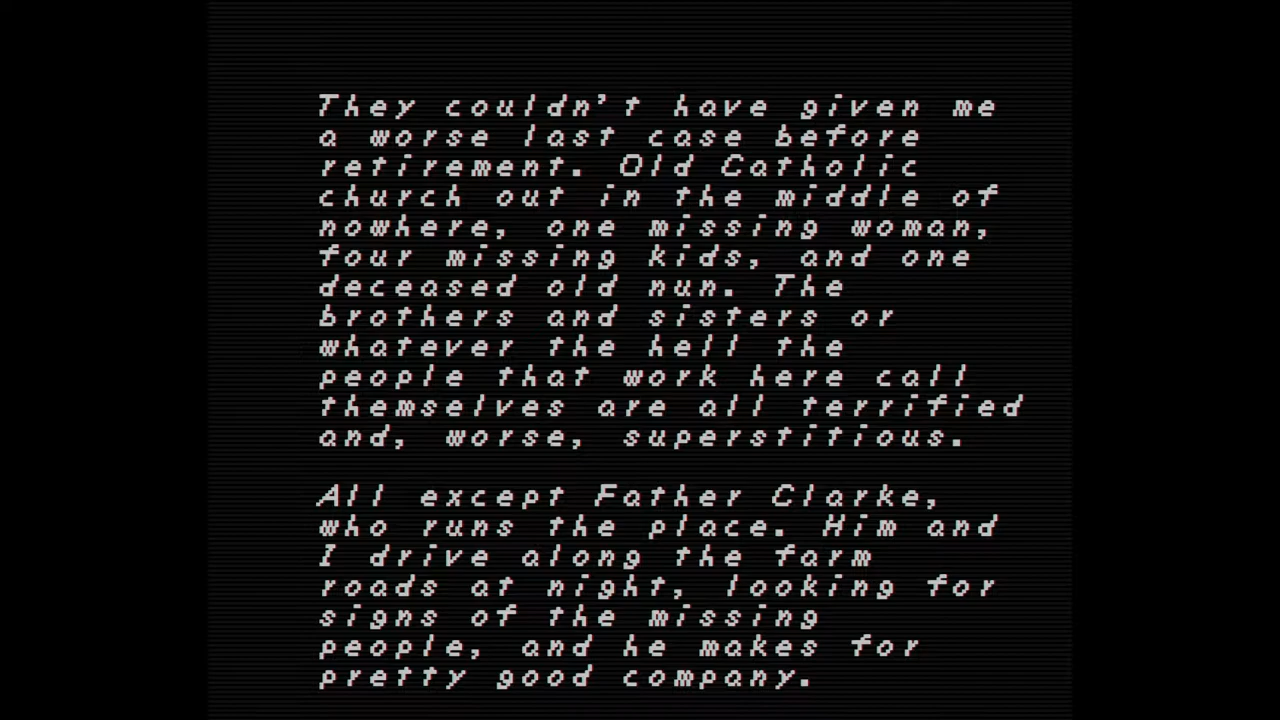 They couldn't have given me
a worse last case before
retirement. Old Catholic
church out in the middle of
nowhere, one missing woman,
four missing kids, and one
deceased old nun. The
brothers and sisters or
whatever the hell the
people that work here call
themselves are all terrified
and, worse, superstitious.
All except Father Clarke,
who runs the place. Him and
I drive along the farm
roads at night, looking for
signs of the missing
people, and he makes for
pretty good company.